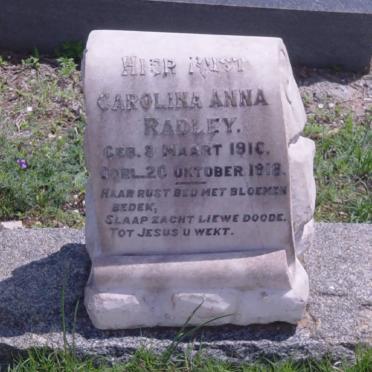 HIER RUST
CAROLINA ANNA
RADLEY.
GEB. 8 MAART 1916,
OORL. 20 OKTOBER 1918.
HAAR RUST BED MET BLOEMEN
BEDEK,
SLAAP ZACHT LIEWE DOODE.
TOT JESUS U WEKT.